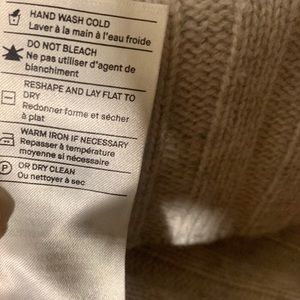 HAND WASH COLD
Laver à la main à l'eau froide
DO NOT BLEACH
Ne pas utiliser d'agent de
blanchiment
RESHAPE AND LAY FLAT TO
DRY
Redonner forme et sécher
à plat
WARM IRON IF NECESSARY
Repasser à température
moyenne si nécessaire
P
OR DRY CLEAN
Ou nettoyer à sec